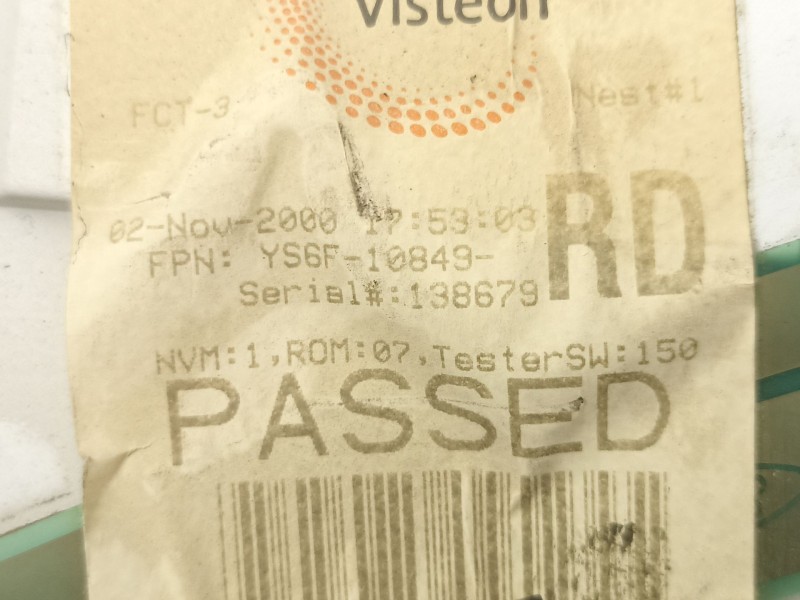 Visteon
FCT-3 Nest#1
02-Nov-2000 17:59:03
FPN: YS6F-10849-RD
Serial#:138679
NVM:1,ROM:07,TesterSW:150
PASSED